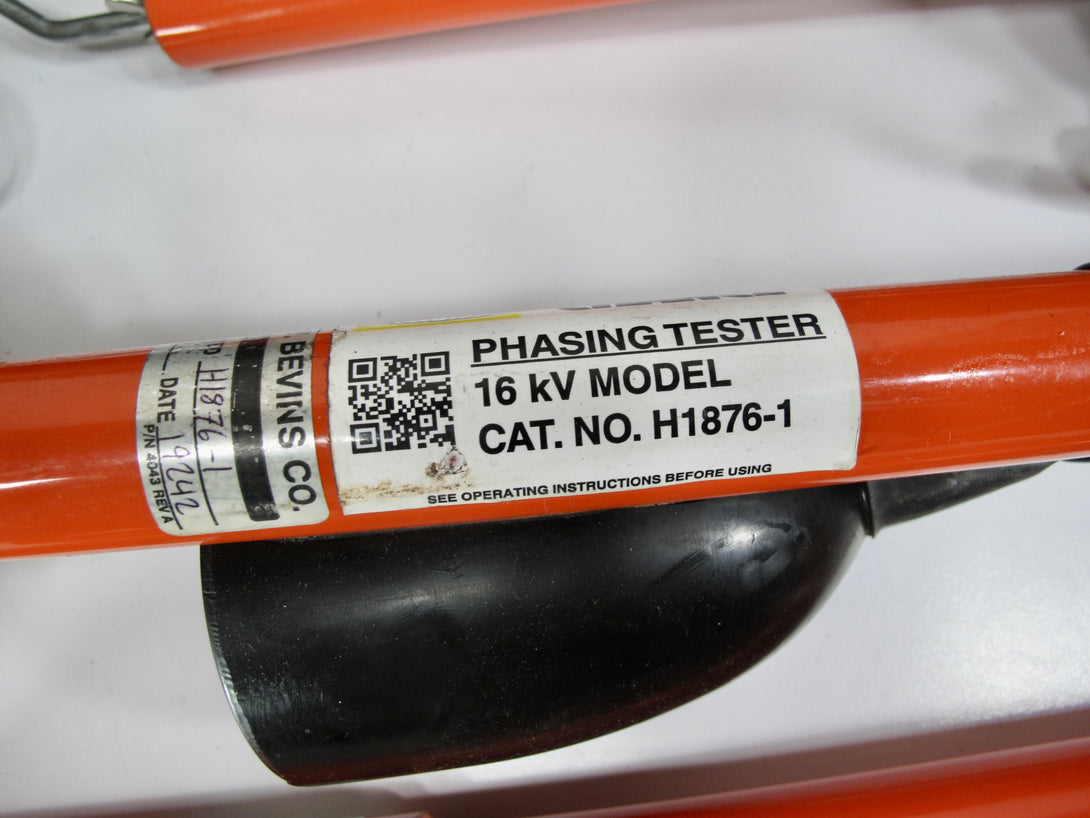 PHASING TESTER
16 kV MODEL
CAT. NO. H1876-1
SEE OPERATING INSTRUCTIONS BEFORE USING
BEVINS CO.
H1876-1
DATE 19242
P/N 4043 REV A